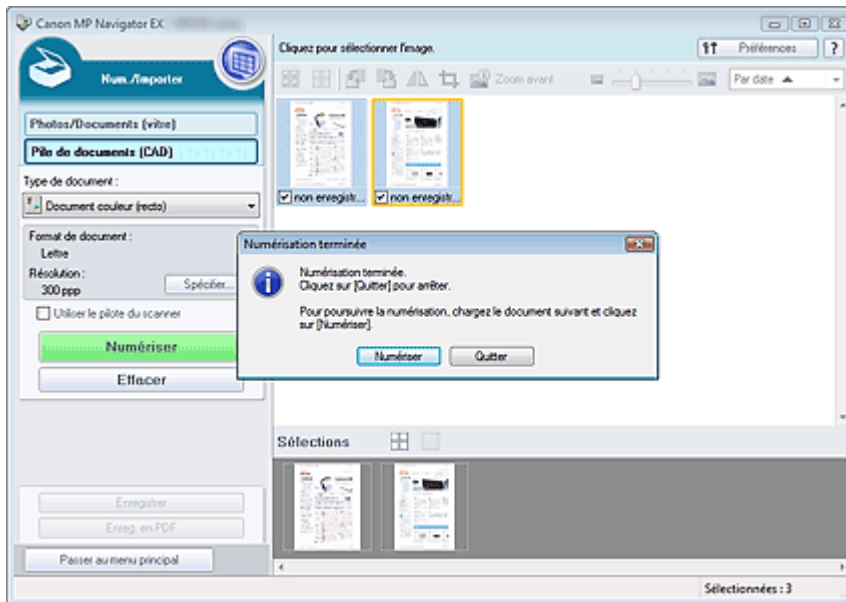 Canon MP Navigator EX
Num./Importer
Photos/Documents (vitre)
Pile de documents (CAD)
Type de document :
Document couleur (recto)
Format de document :
Lettre
Résolution :
300 ppp
Spécifier...
Utiliser le pilote du scanner
Numériser
Effacer
Enregistrer
Enreg. en PDF
Passer au menu principal
Cliquez pour sélectionner l'image.
Préférences
?
Zoom avant
Par date
non enregistr...
non enregistr...
Numérisation terminée
Numérisation terminée.
Cliquez sur [Quitter] pour arrêter.
Pour poursuivre la numérisation, chargez le document suivant et cliquez
sur [Numériser].
Numériser
Quitter
Sélections
Sélectionnées : 3